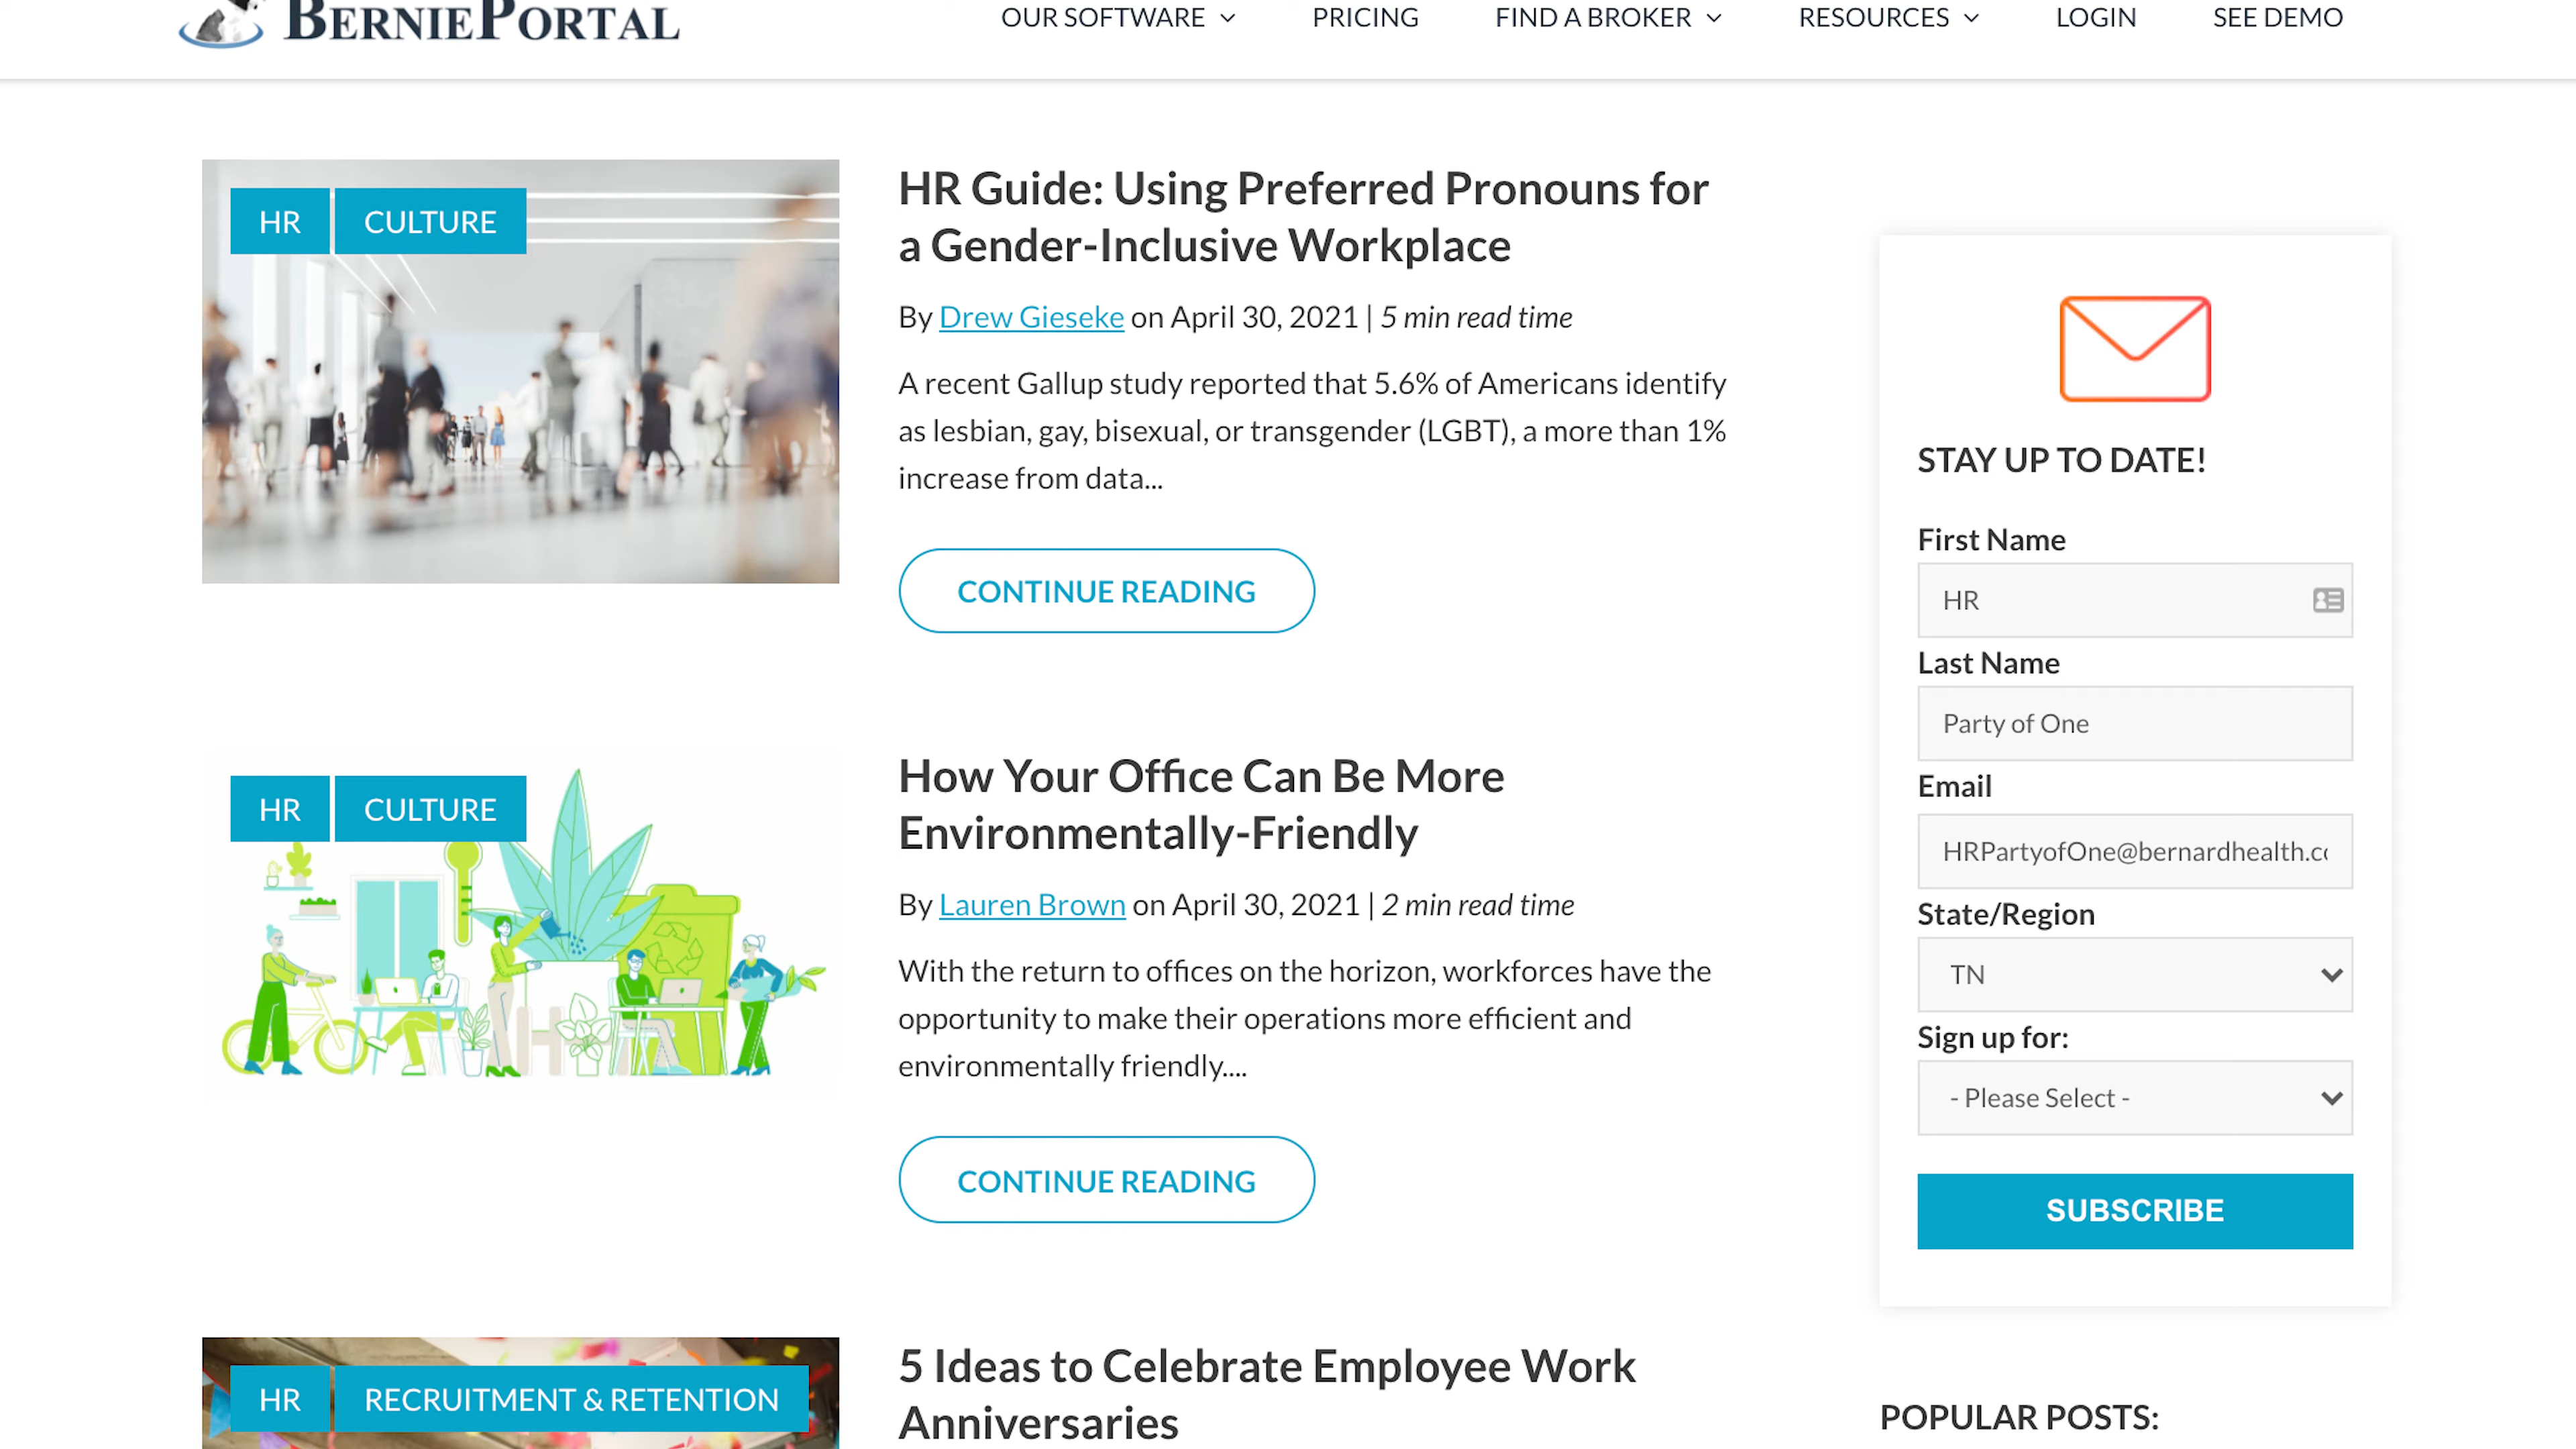 BERNIEPORTAL
OUR SOFTWARE
PRICING
FIND A BROKER
RESOURCES
LOGIN
SEE DEMO
HR
CULTURE
HR Guide: Using Preferred Pronouns for
a Gender-Inclusive Workplace
By Drew Gieseke on April 30, 2021 | 5 min read time
A recent Gallup study reported that 5.6% of Americans identify
as lesbian, gay, bisexual, or transgender (LGBT), a more than 1%
increase from data...
CONTINUE READING
HR
CULTURE
How Your Office Can Be More
Environmentally-Friendly
By Lauren Brown on April 30, 2021 | 2 min read time
With the return to offices on the horizon, workforces have the
opportunity to make their operations more efficient and
environmentally friendly....
CONTINUE READING
HR
RECRUITMENT & RETENTION
5 Ideas to Celebrate Employee Work
Anniversaries
STAY UP TO DATE!
First Name
HR
Last Name
Party of One
Email
HRPartyofOne@bernardhealth.co
State/Region
TN
Sign up for:
- Please Select -
SUBSCRIBE
POPULAR POSTS: